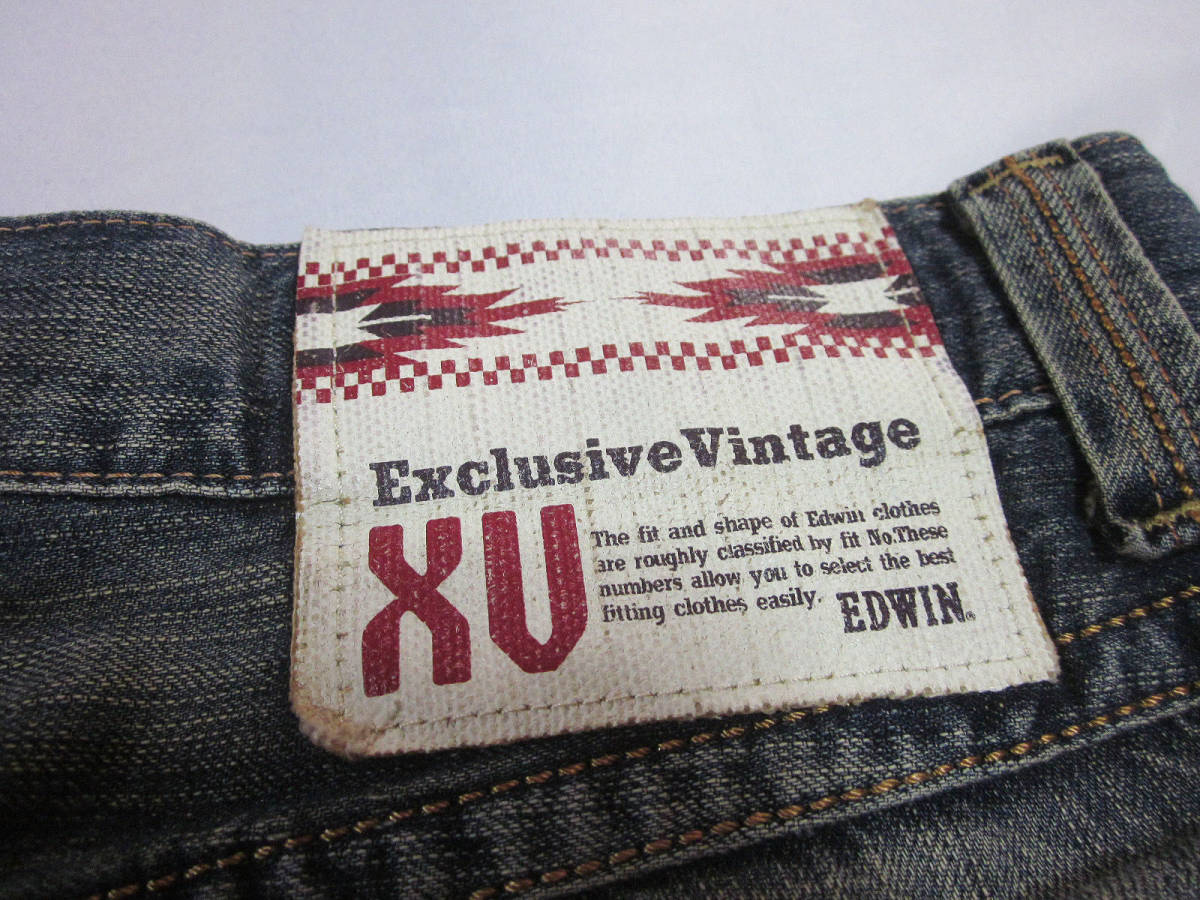 ExclusiveVintage
XV
The fit and shape of Edwin clothes
are roughly classified by fit No.These
numbers allow you to select the best
fitting clothes easily.
EDWIN®